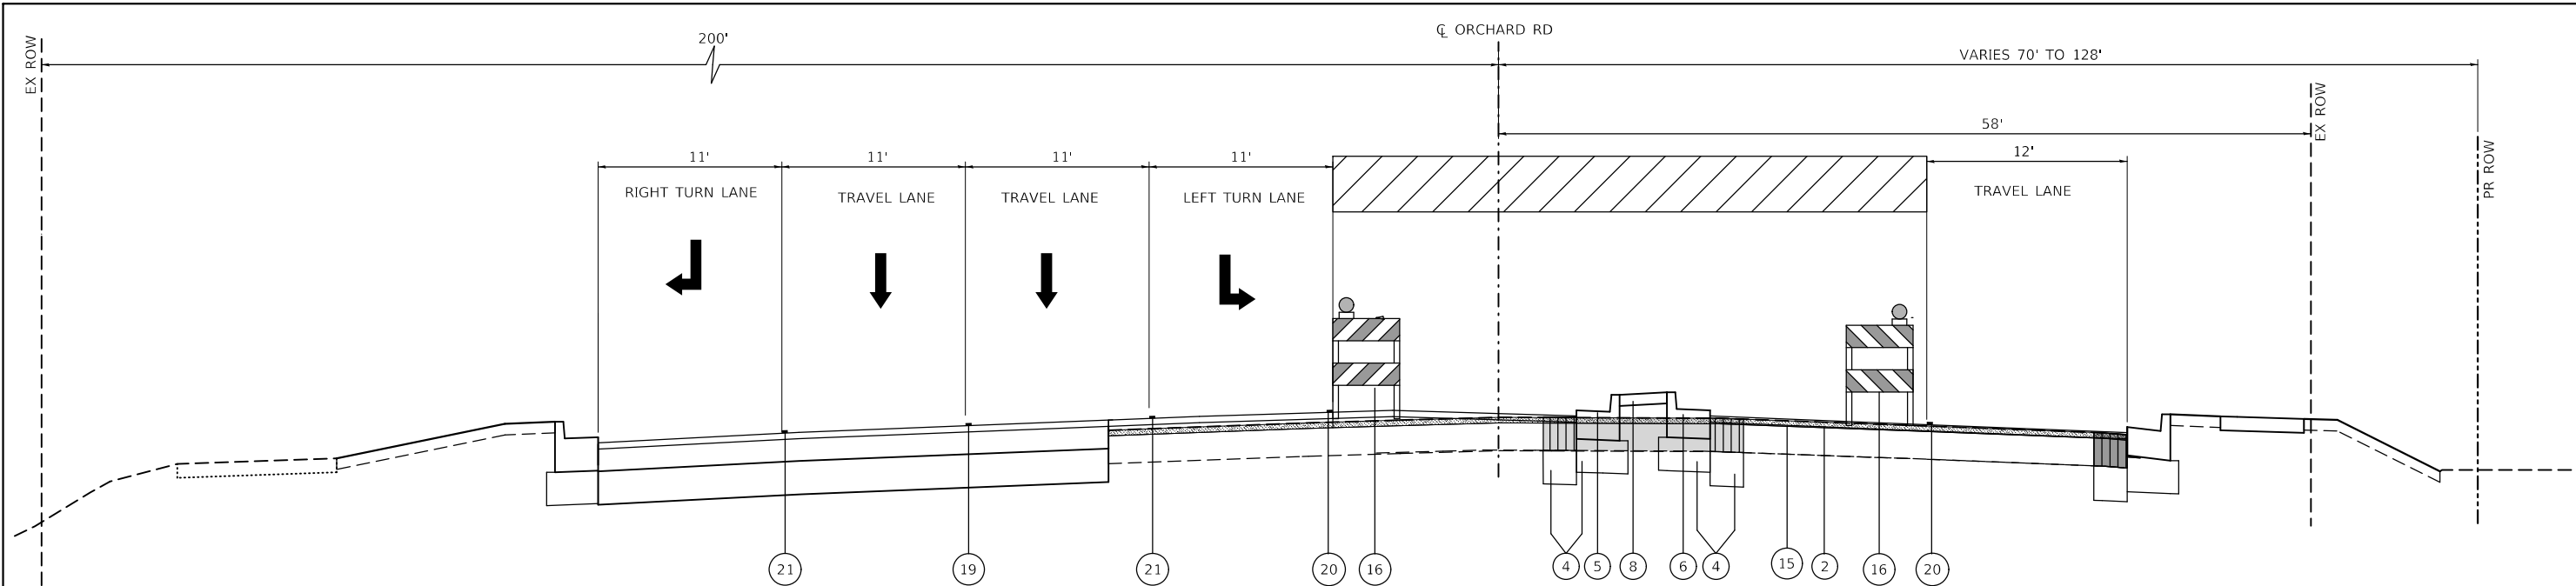 ℄ ORCHARD RD
200'
VARIES 70' TO 128'
EX ROW
EX ROW
PR ROW
58'
11'
11'
11'
11'
12'
RIGHT TURN LANE
TRAVEL LANE
TRAVEL LANE
LEFT TURN LANE
TRAVEL LANE
21
19
21
20
16
4
5
8
6
4
15
2
16
20